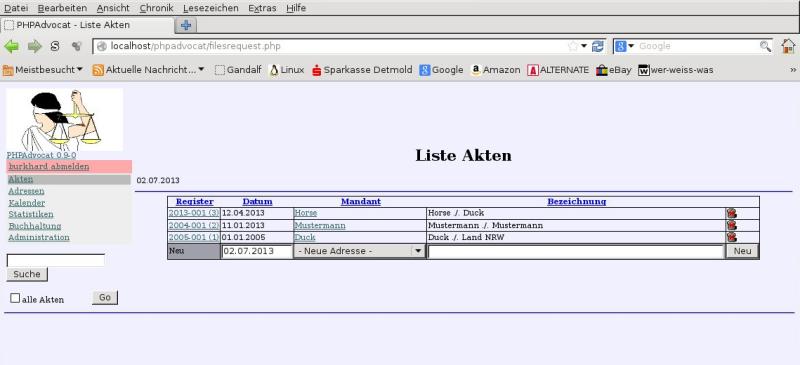 Datei Bearbeiten Ansicht Chronik Lesezeichen Extras Hilfe
PHPAdvocat - Liste Akten
localhost/phpadvocat/filesrequest.php
Google
Meistbesucht Aktuelle Nachricht... Gandalf Linux Sparkasse Detmold Google Amazon ALTERNATE eBay wer-weiss-was »
PHPAdvocat 0.9-0
burkhard abmelden
Akten
Adressen
Kalender
Statistiken
Buchhaltung
Administration
Suche
alle Akten Go
Liste Akten
02.07.2013
Register Datum Mandant Bezeichnung
2013-001 (3) 12.04.2013 Horse Horse ./. Duck
2004-001 (2) 11.01.2013 Mustermann Mustermann ./. Mustermann
2005-001 (1) 01.01.2005 Duck Duck ./. Land NRW
Neu 02.07.2013 - Neue Adresse - Neu